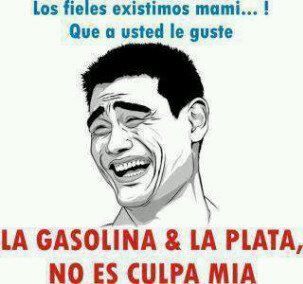 Los fieles existimos mami... !
Que a usted le guste
LA GASOLINA & LA PLATA,
NO ES CULPA MIA